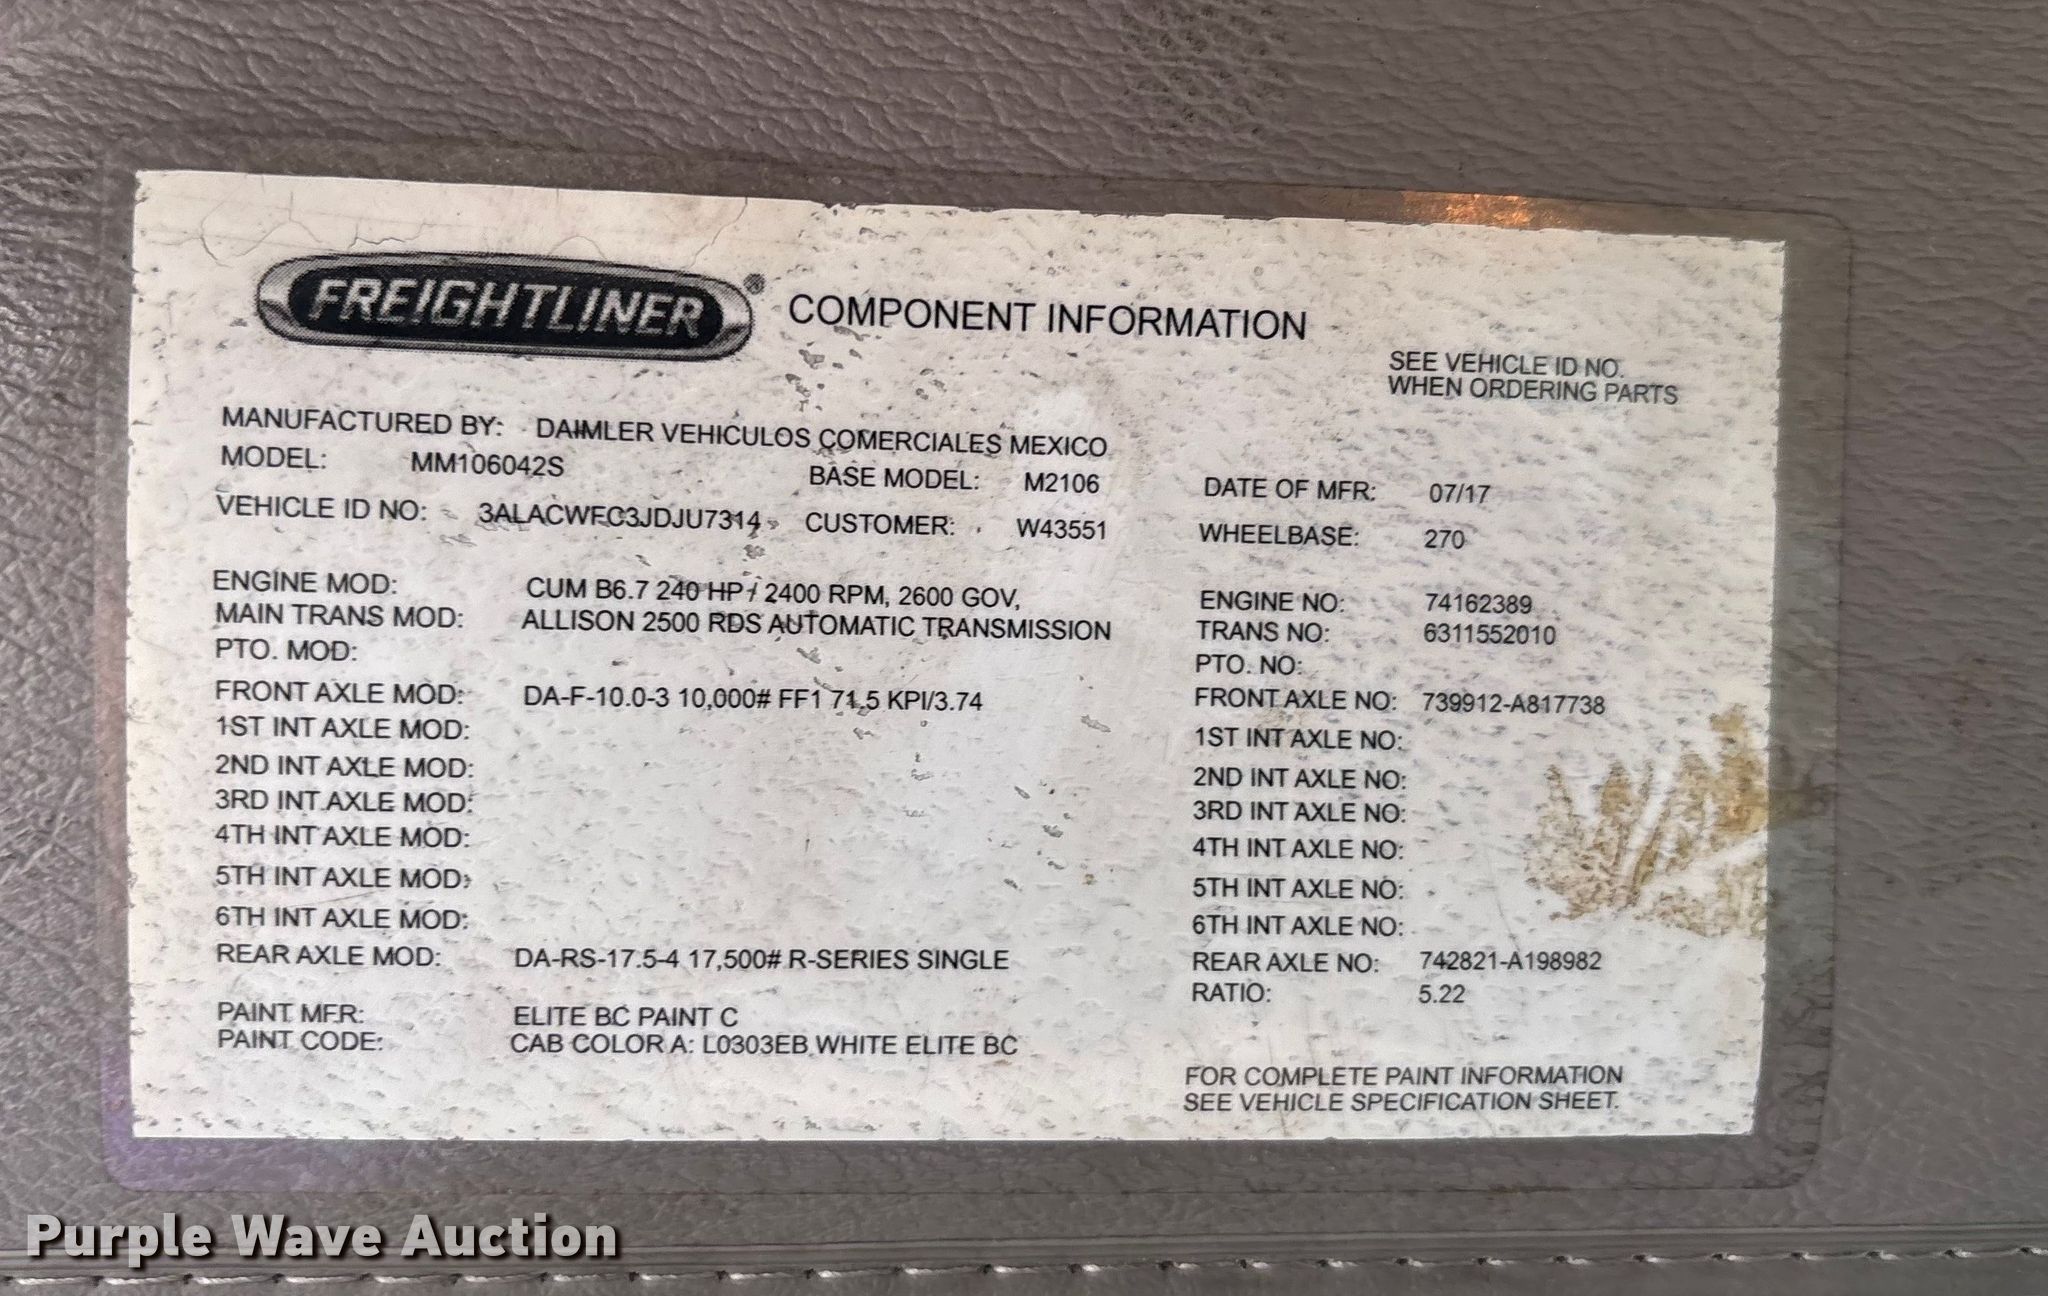 FREIGHTLINER® COMPONENT INFORMATION
SEE VEHICLE ID NO.
WHEN ORDERING PARTS
MANUFACTURED BY: DAIMLER VEHICULOS COMERCIALES MEXICO
MODEL: MM106042S BASE MODEL: M2106 DATE OF MFR: 07/17
VEHICLE ID NO: 3ALACWFC3JDJU7314 CUSTOMER: W43551 WHEELBASE: 270
ENGINE MOD: CUM B6.7 240 HP / 2400 RPM, 2600 GOV, ENGINE NO: 74162389
MAIN TRANS MOD: ALLISON 2500 RDS AUTOMATIC TRANSMISSION TRANS NO: 6311552010
PTO. MOD: PTO. NO:
FRONT AXLE MOD: DA-F-10.0-3 10,000# FF1 71.5 KPI/3.74 FRONT AXLE NO: 739912-A817738
1ST INT AXLE MOD: 1ST INT AXLE NO:
2ND INT AXLE MOD: 2ND INT AXLE NO:
3RD INT AXLE MOD: 3RD INT AXLE NO:
4TH INT AXLE MOD: 4TH INT AXLE NO:
5TH INT AXLE MOD: 5TH INT AXLE NO:
6TH INT AXLE MOD: 6TH INT AXLE NO:
REAR AXLE MOD: DA-RS-17.5-4 17,500# R-SERIES SINGLE REAR AXLE NO: 742821-A198982
RATIO: 5.22
PAINT MFR: ELITE BC PAINT C
PAINT CODE: CAB COLOR A: L0303EB WHITE ELITE BC
FOR COMPLETE PAINT INFORMATION
SEE VEHICLE SPECIFICATION SHEET.
Purple Wave Auction